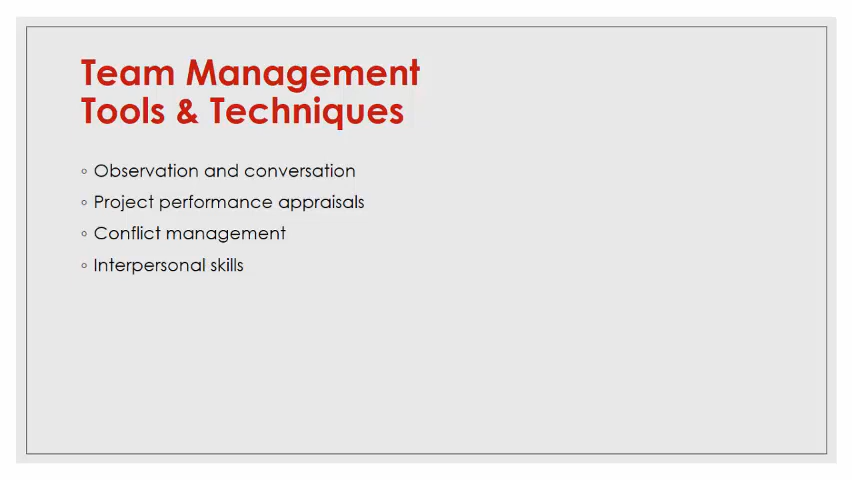 Team Management
Tools & Techniques
◦ Observation and conversation
◦ Project performance appraisals
◦ Conflict management
◦ Interpersonal skills